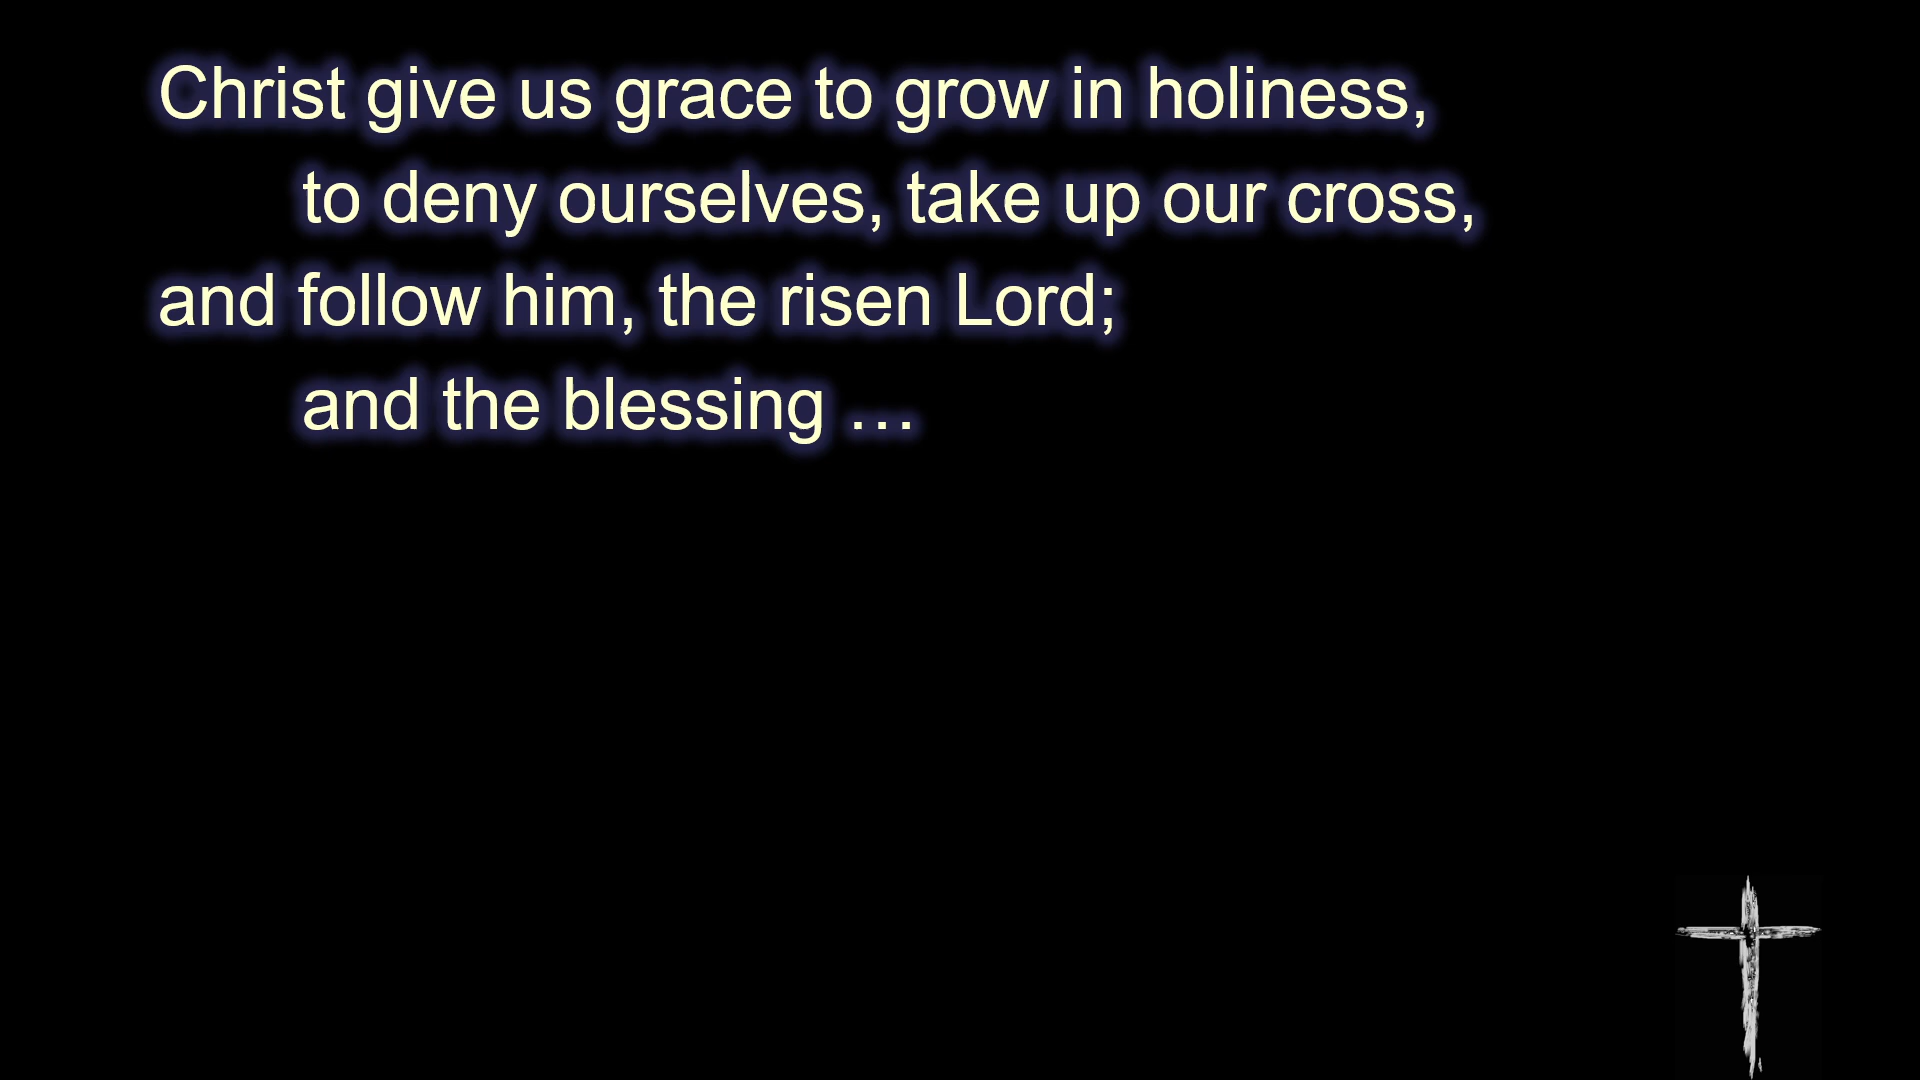 Christ give us grace to grow in holiness,
to deny ourselves, take up our cross,
and follow him, the risen Lord;
and the blessing …